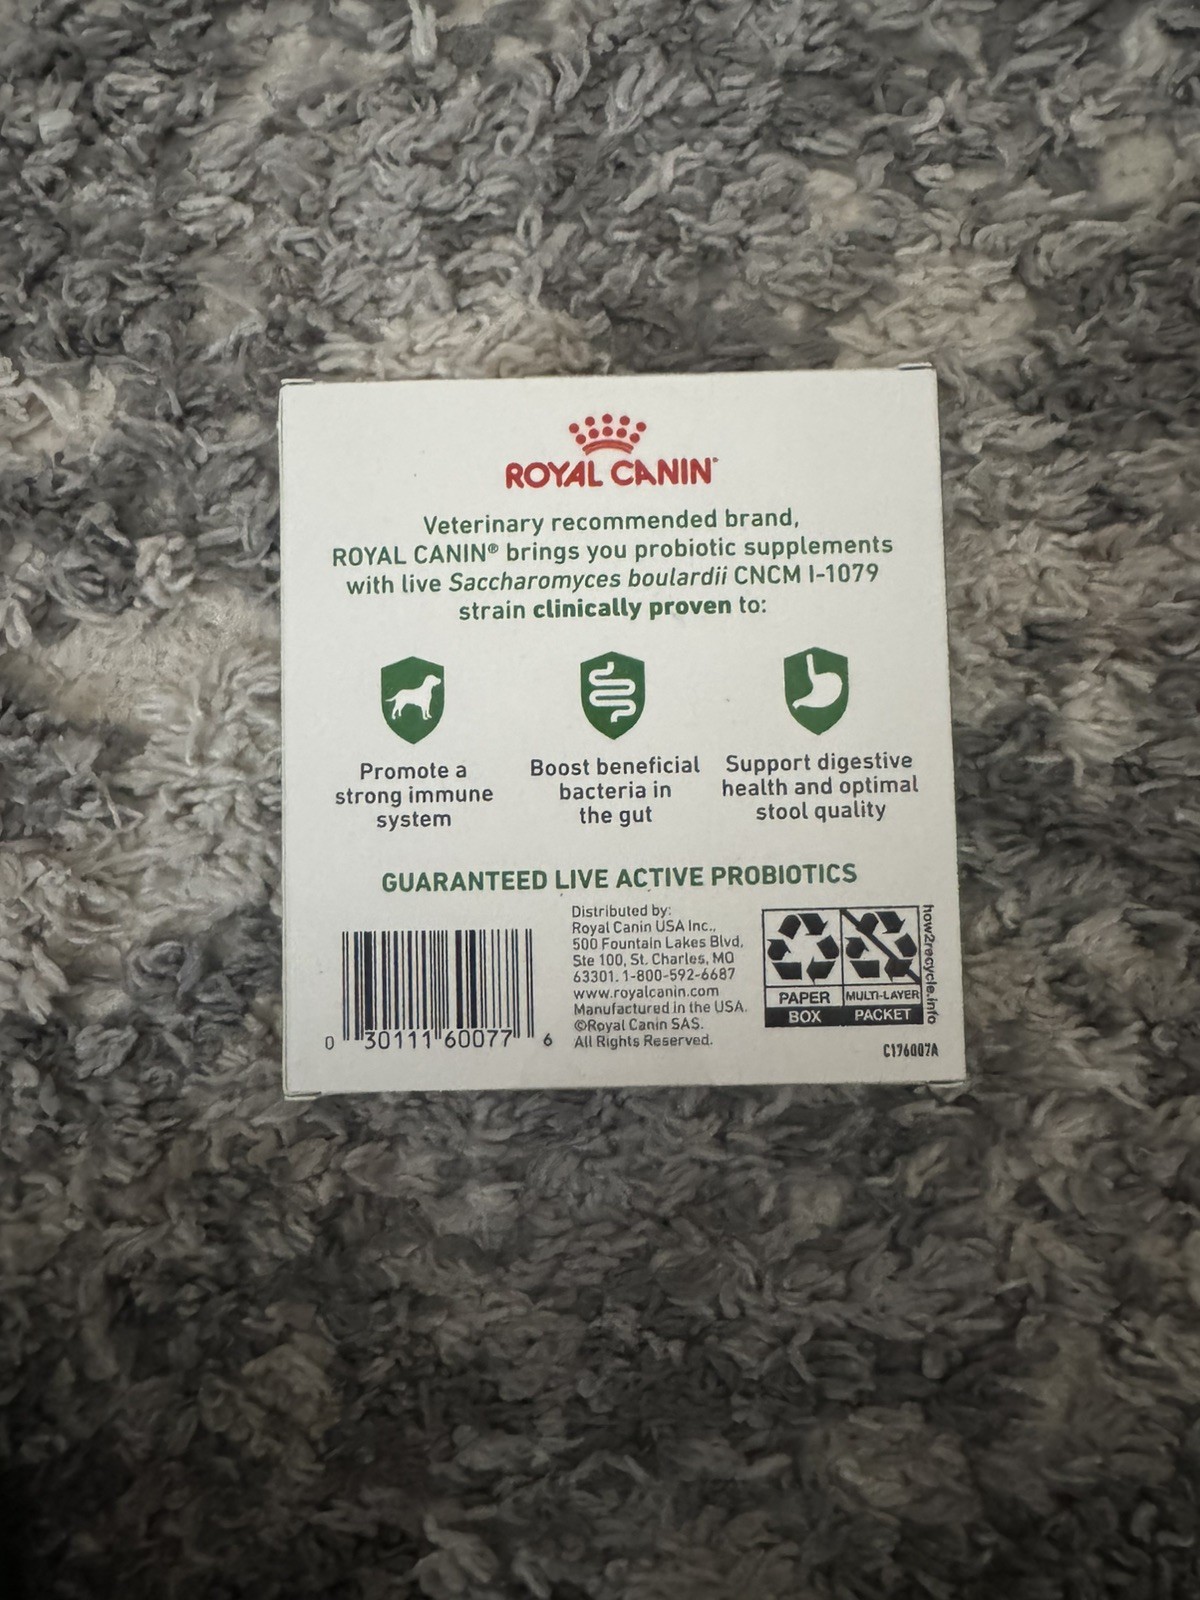 ROYAL CANIN®
Veterinary recommended brand,
ROYAL CANIN® brings you probiotic supplements
with live Saccharomyces boulardii CNCM I-1079
strain clinically proven to:
Promote a
strong immune
system
Boost beneficial
bacteria in
the gut
Support digestive
health and optimal
stool quality
GUARANTEED LIVE ACTIVE PROBIOTICS
0 30111 60077 6
Distributed by:
Royal Canin USA Inc.,
500 Fountain Lakes Blvd,
Ste 100, St. Charles, MO
63301. 1-800-592-6687
www.royalcanin.com
Manufactured in the USA.
©Royal Canin SAS.
All Rights Reserved.
PAPER
BOX
MULTI-LAYER
PACKET
how2recycle.info
C176007A